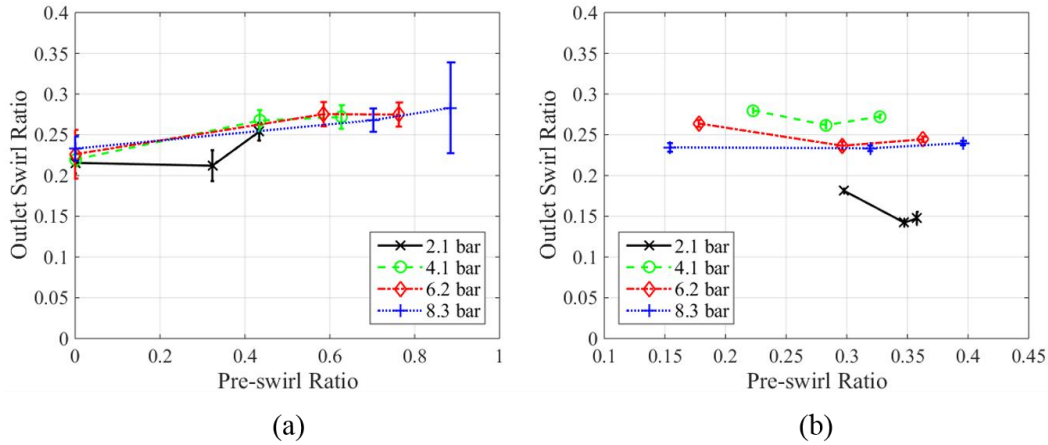 0.4
0.35
0.3
0.25
0.2
0.15
0.1
0.05
0
Outlet Swirl Ratio
0 0.2 0.4 0.6 0.8 1
Pre-swirl Ratio
2.1 bar
4.1 bar
6.2 bar
8.3 bar
(a)
0.4
0.35
0.3
0.25
0.2
0.15
0.1
0.05
0
Outlet Swirl Ratio
0.1 0.15 0.2 0.25 0.3 0.35 0.4 0.45
Pre-swirl Ratio
2.1 bar
4.1 bar
6.2 bar
8.3 bar
(b)